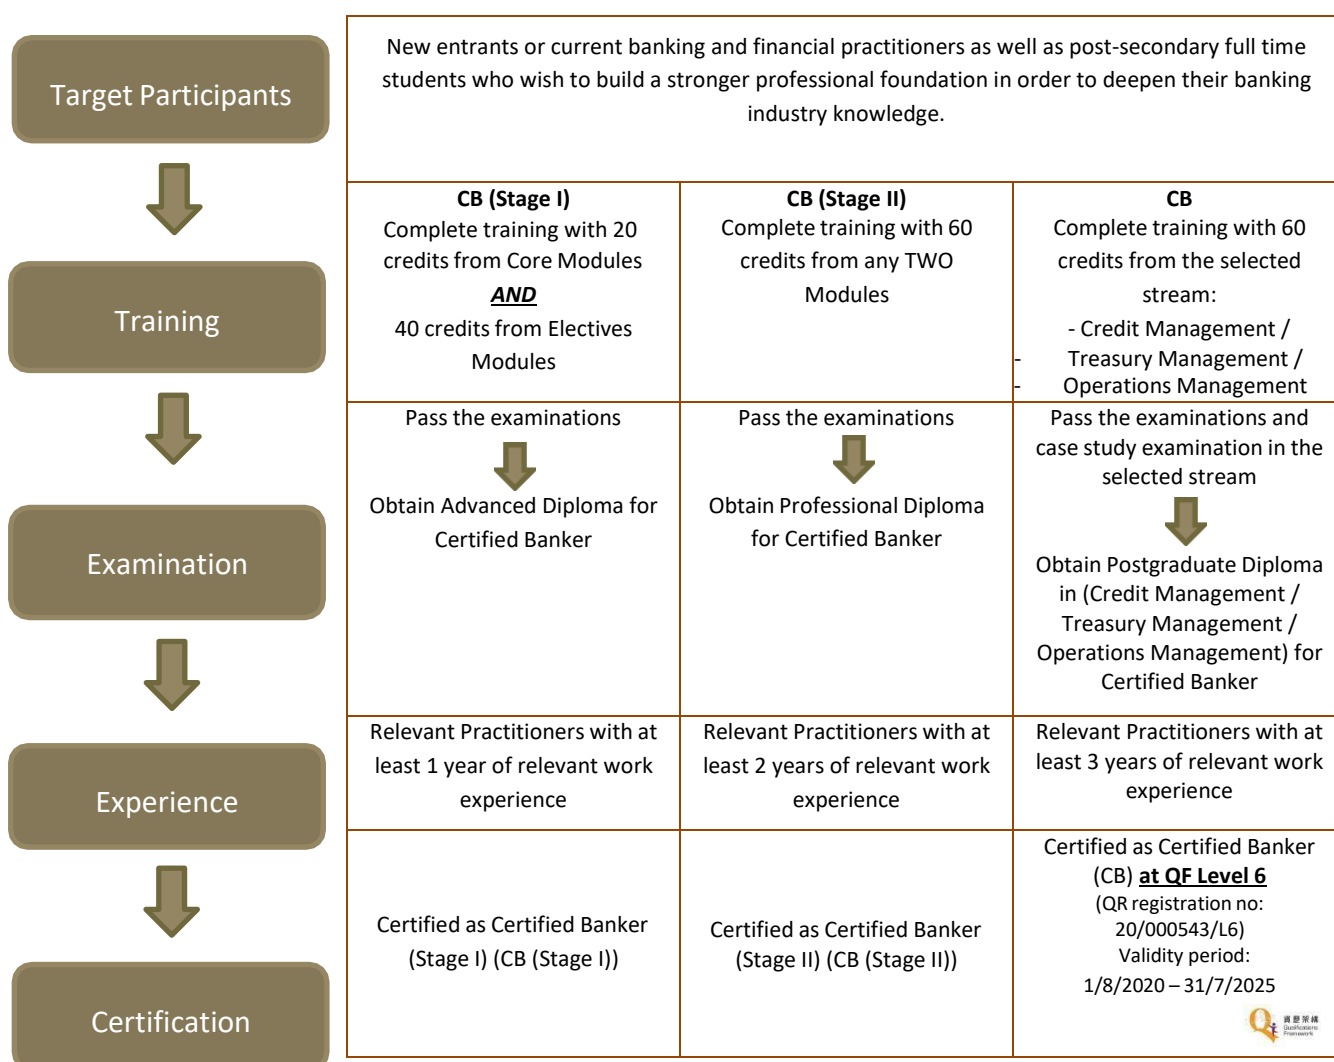 Target Participants
New entrants or current banking and financial practitioners as well as post-secondary full time
students who wish to build a stronger professional foundation in order to deepen their banking
industry knowledge.
Training
CB (Stage I)
Complete training with 20
credits from Core Modules
AND
40 credits from Electives
Modules
CB (Stage II)
Complete training with 60
credits from any TWO
Modules
CB
Complete training with 60
credits from the selected
stream:
- Credit Management /
- Treasury Management /
- Operations Management
Examination
Pass the examinations
Obtain Advanced Diploma for
Certified Banker
Pass the examinations
Obtain Professional Diploma
for Certified Banker
Pass the examinations and
case study examination in the
selected stream
Obtain Postgraduate Diploma
in (Credit Management /
Treasury Management /
Operations Management) for
Certified Banker
Experience
Relevant Practitioners with at
least 1 year of relevant work
experience
Relevant Practitioners with at
least 2 years of relevant work
experience
Relevant Practitioners with at
least 3 years of relevant work
experience
Certification
Certified as Certified Banker
(Stage I) (CB (Stage I))
Certified as Certified Banker
(Stage II) (CB (Stage II))
Certified as Certified Banker
(CB) at QF Level 6
(QR registration no:
20/000543/L6)
Validity period:
1/8/2020 – 31/7/2025
資歷架構
Qualifications
Framework